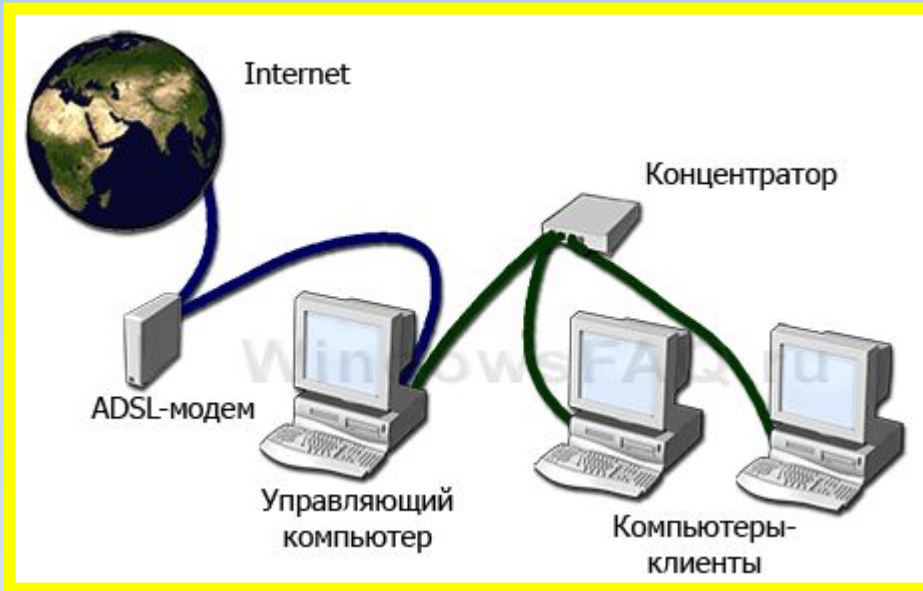 Internet
Концентратор
WindowsFAQ.ru
ADSL-модем
Управляющий
компьютер
Компьютеры-
клиенты